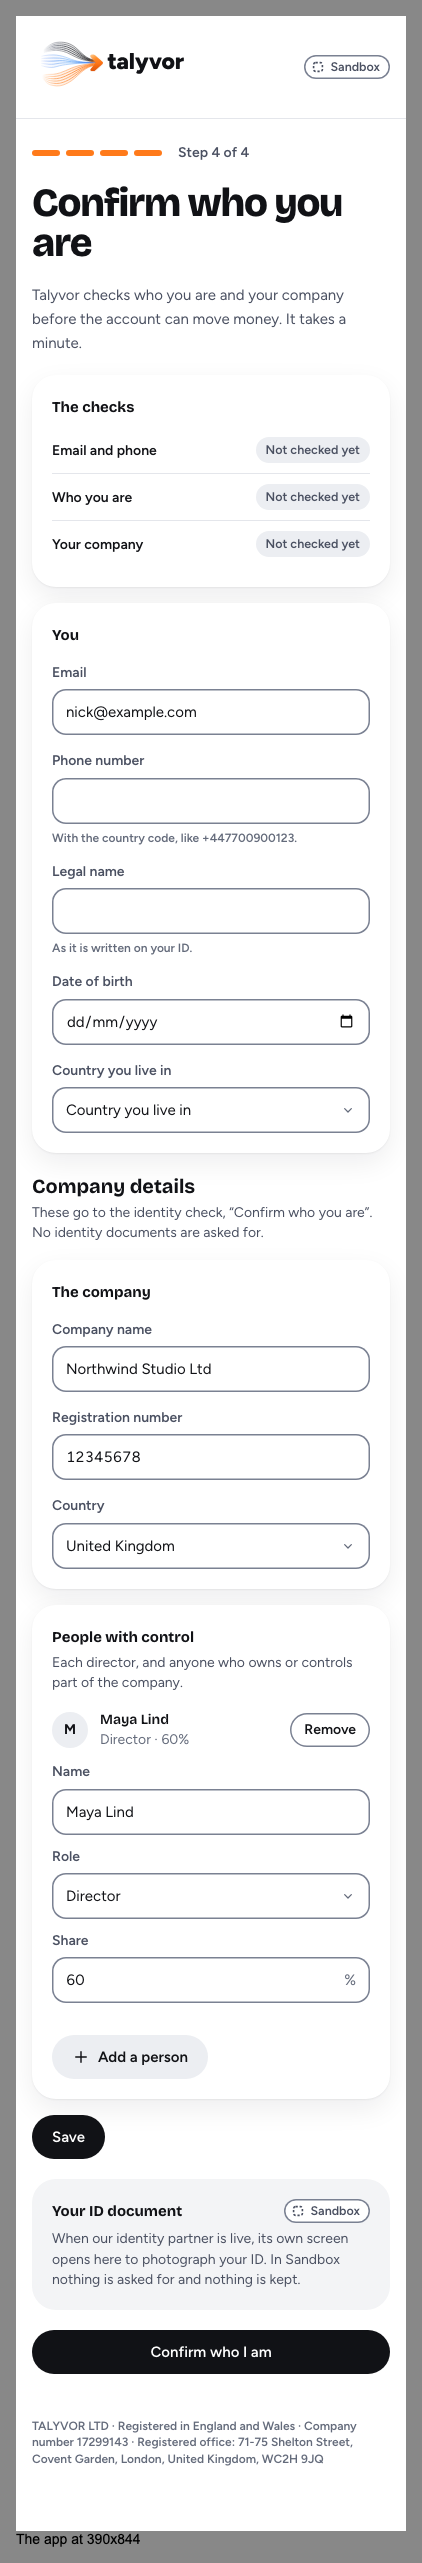 talyvor
Sandbox
Step 4 of 4
Confirm who you
are
Talyvor checks who you are and your company
before the account can move money. It takes a
minute.
The checks
Email and phone
Not checked yet
Who you are
Not checked yet
Your company
Not checked yet
You
Email
nick@example.com
Phone number
With the country code, like +447700900123.
Legal name
As it is written on your ID.
Date of birth
dd/mm/yyyy
Country you live in
Country you live in
Company details
These go to the identity check, “Confirm who you are”.
No identity documents are asked for.
The company
Company name
Northwind Studio Ltd
Registration number
12345678
Country
United Kingdom
People with control
Each director, and anyone who owns or controls
part of the company.
M
Maya Lind
Director · 60%
Remove
Name
Maya Lind
Role
Director
Share
60
%
Add a person
Save
Your ID document
Sandbox
When our identity partner is live, its own screen
opens here to photograph your ID. In Sandbox
nothing is asked for and nothing is kept.
Confirm who I am
TALYVOR LTD · Registered in England and Wales · Company
number 17299143 · Registered office: 71-75 Shelton Street,
Covent Garden, London, United Kingdom, WC2H 9JQ
The app at 390x844